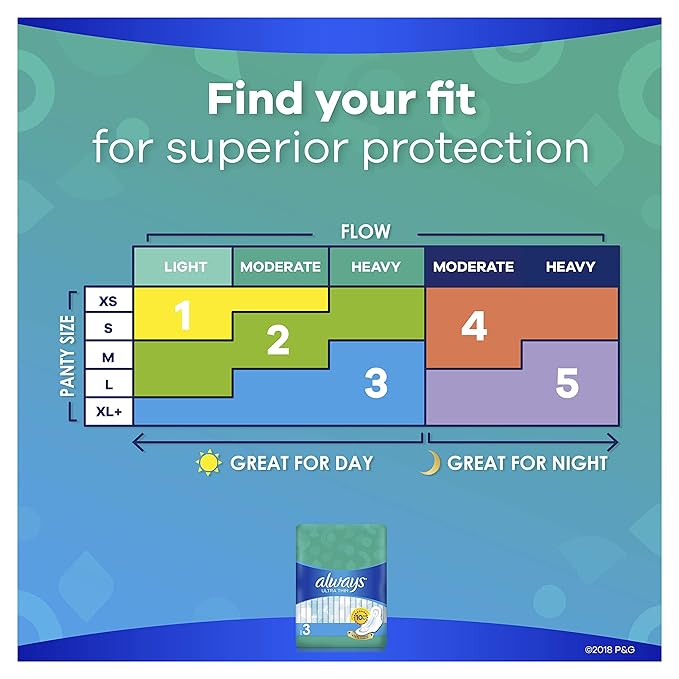 Find your fit
for superior protection
FLOW
LIGHT MODERATE HEAVY MODERATE HEAVY
PANTY SIZE
XS
S
M
L
XL+
1
2
3
4
5
GREAT FOR DAY
GREAT FOR NIGHT
always
ULTRA THIN
10
3
©2018 P&G